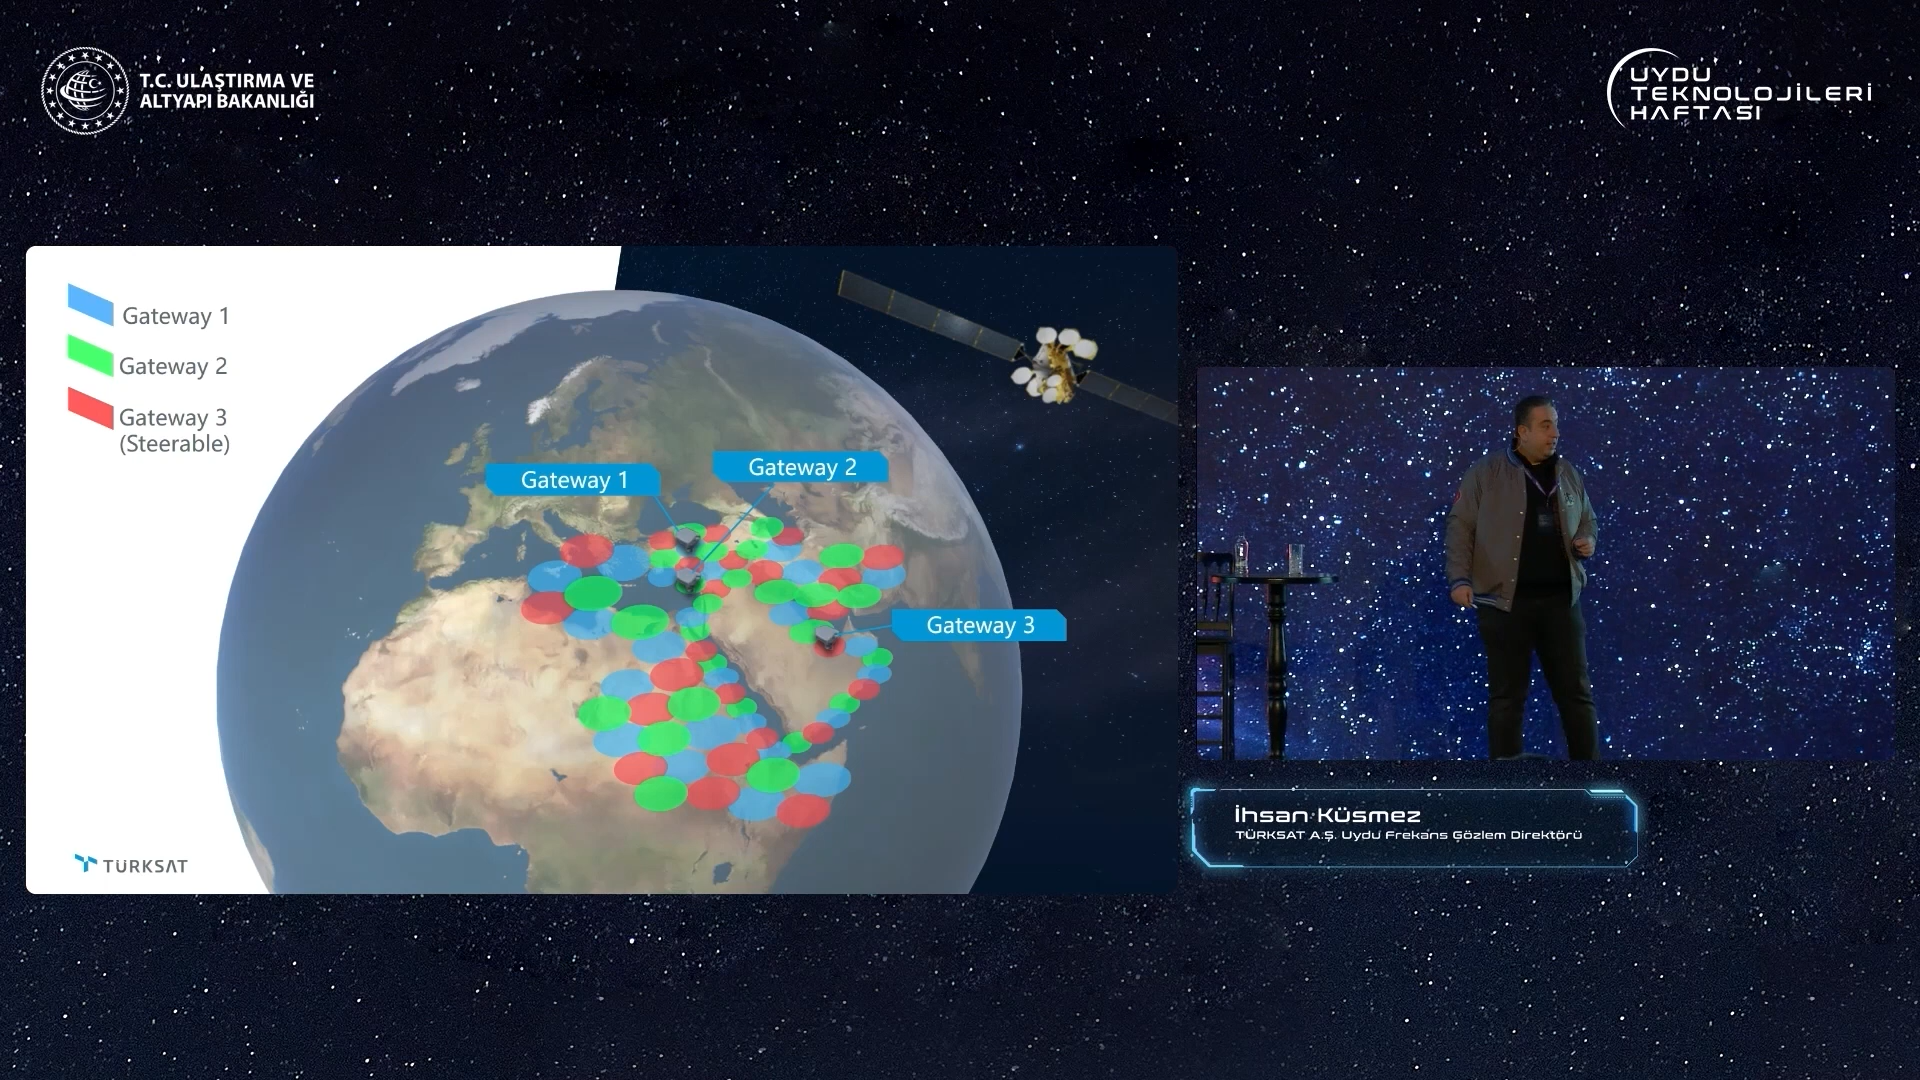 T.C. ULAŞTIRMA VE
ALTYAPI BAKANLIĞI
UYDU
TEKNOLOJİLERİ
HAFTASI
Gateway 1
Gateway 2
Gateway 3
(Steerable)
Gateway 1
Gateway 2
Gateway 3
TÜRKSAT
İhsan Küsmez
TÜRKSAT A.Ş. Uydu Frekans Gözlem Direktörü